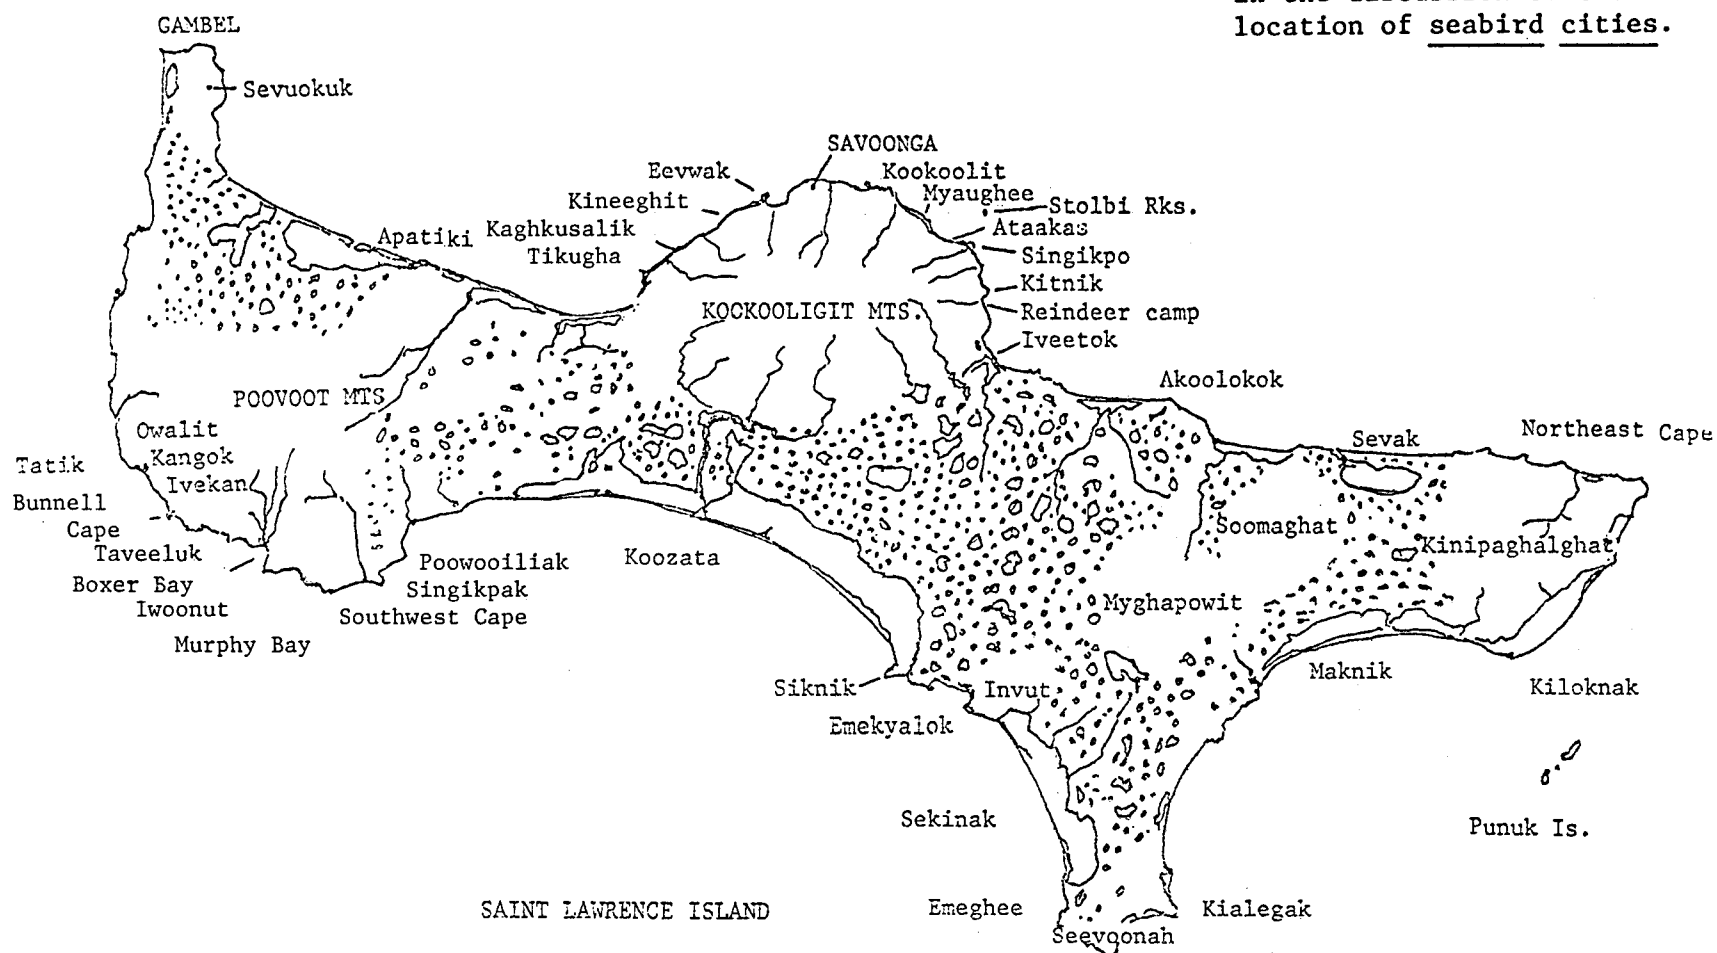 location of seabird cities.
GAMBEL
Sevuokuk
SAVOONGA
Eevwak
Kookoolit
Myaughee
Kineeghit
Stolbi Rks.
Kaghkusalik
Ataakas
Apatiki
Tikugha
Singikpo
Kitnik
KOOKOOLIGIT MTS.
Reindeer camp
Iveetok
Akoolokok
POOVOOT MTS
Owalit
Sevak
Northeast Cape
Tatik
Kangok
Ivekan
Bunnell
Cape
Soomaghat
Taveeluk
Poowooiliak
Koozata
Kinipaghalghat
Boxer Bay
Singikpak
Iwoonut
Southwest Cape
Myghapowit
Murphy Bay
Siknik
Invut
Maknik
Kiloknak
Emekyalok
Sekinak
Punuk Is.
SAINT LAWRENCE ISLAND
Emeghee
Kialegak
Seevoonah